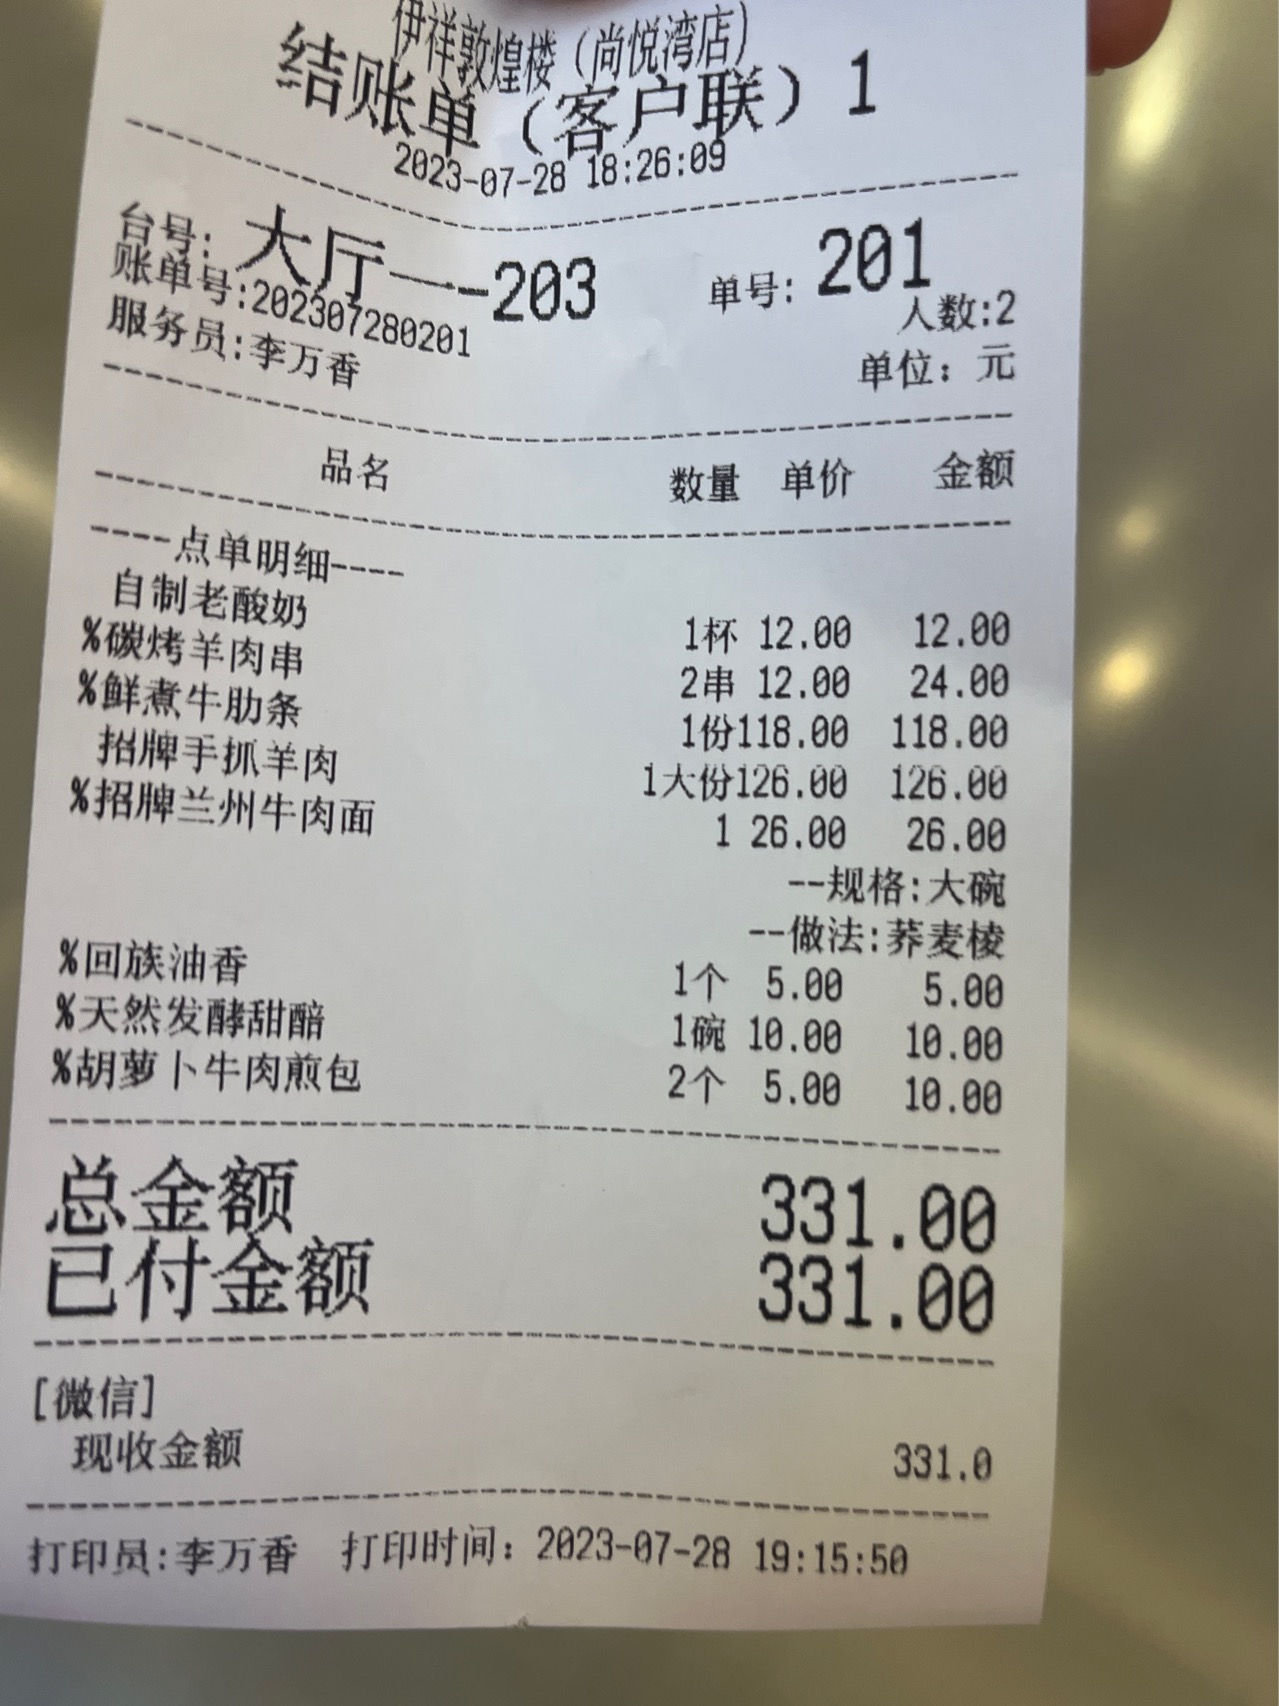 伊祥敦煌楼（尚悦湾店）
结账单（客户联）1
2023-07-28 18:26:09
台号: 大厅一-203 单号: 201
账单号:202307280201 人数:2
服务员:李万香 单位: 元
品名 数量 单价 金额
----点单明细----
自制老酸奶 1杯 12.00 12.00
%碳烤羊肉串 2串 12.00 24.00
%鲜煮牛肋条 1份118.00 118.00
招牌手抓羊肉 1大份126.00 126.00
%招牌兰州牛肉面 1 26.00 26.00
--规格:大碗
--做法:荞麦棱
%回族油香 1个 5.00 5.00
%天然发酵甜醅 1碗 10.00 10.00
%胡萝卜牛肉煎包 2个 5.00 10.00
总金额 331.00
已付金额 331.00
[微信]
现收金额 331.0
打印员:李万香 打印时间: 2023-07-28 19:15:50